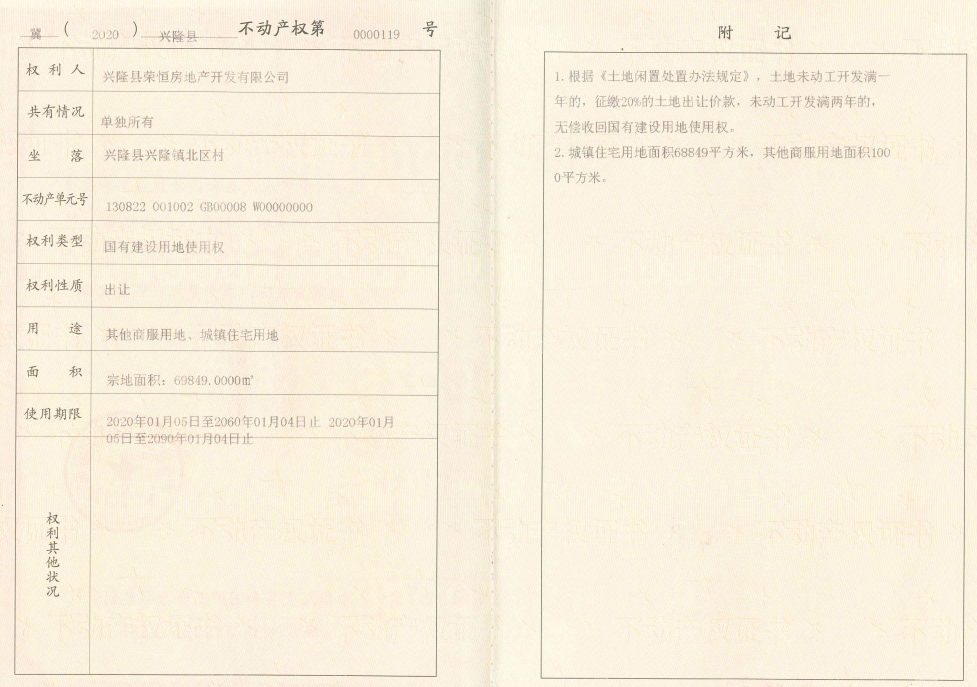 冀 ( 2020 ) 兴隆县 不动产权第 0000119 号
权利人 兴隆县荣恒房地产开发有限公司
共有情况 单独所有
坐落 兴隆县兴隆镇北区村
不动产单元号 130822 001002 GB00008 W00000000
权利类型 国有建设用地使用权
权利性质 出让
用途 其他商服用地、城镇住宅用地
面积 宗地面积：69849.0000㎡
使用期限 2020年01月05日至2060年01月04日止 2020年01月
05日至2090年01月04日止
权利其他状况
附记
1.根据《土地闲置处置办法规定》，土地未动工开发满一
年的，征缴20%的土地出让价款，未动工开发满两年的，
无偿收回国有建设用地使用权。
2.城镇住宅用地面积68849平方米，其他商服用地面积100
0平方米。